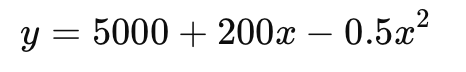 y = 5000 + 200x − 0.5x²